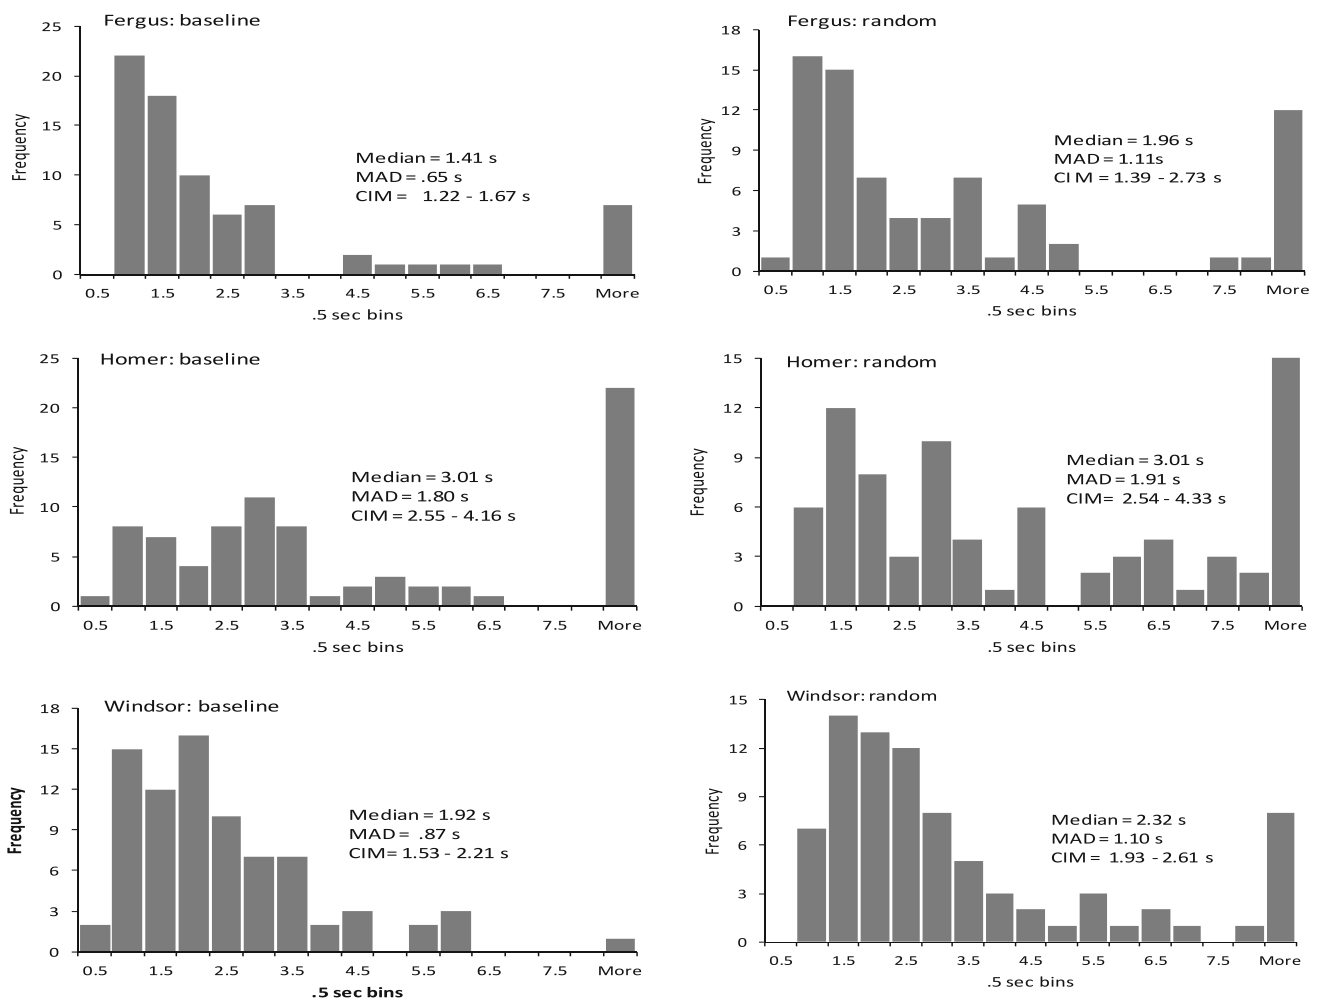 Fergus: baseline
25
20
15
10
5
0
Frequency
Median = 1.41 s
MAD = .65 s
CIM = 1.22 - 1.67 s
0.5 1.5 2.5 3.5 4.5 5.5 6.5 7.5 More
.5 sec bins
Fergus: random
18
15
12
9
6
3
0
Frequency
Median = 1.96 s
MAD = 1.11s
CIM = 1.39 - 2.73 s
0.5 1.5 2.5 3.5 4.5 5.5 6.5 7.5 More
.5 sec bins
Homer: baseline
25
20
15
10
5
0
Frequency
Median = 3.01 s
MAD = 1.80 s
CIM = 2.55 - 4.16 s
0.5 1.5 2.5 3.5 4.5 5.5 6.5 7.5 More
.5 sec bins
Homer: random
15
12
9
6
3
0
Frequency
Median = 3.01 s
MAD = 1.91 s
CIM= 2.54 - 4.33 s
0.5 1.5 2.5 3.5 4.5 5.5 6.5 7.5 More
.5 sec bins
Windsor: baseline
18
15
12
9
6
3
0
Frequency
Median = 1.92 s
MAD = .87 s
CIM= 1.53 - 2.21 s
0.5 1.5 2.5 3.5 4.5 5.5 6.5 7.5 More
.5 sec bins
Windsor: random
15
12
9
6
3
0
Frequency
Median = 2.32 s
MAD = 1.10 s
CIM = 1.93 - 2.61 s
0.5 1.5 2.5 3.5 4.5 5.5 6.5 7.5 More
.5 sec bins